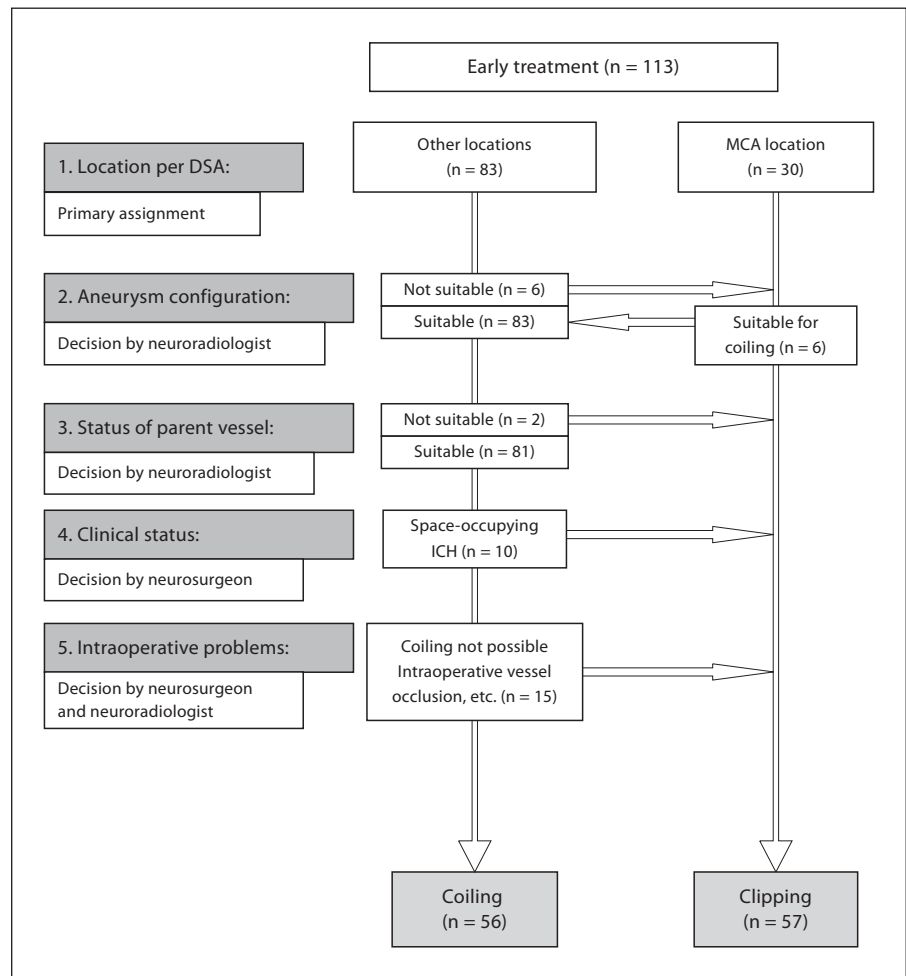 Early treatment (n = 113)
1. Location per DSA:
Primary assignment
Other locations
(n = 83)
MCA location
(n = 30)
2. Aneurysm configuration:
Decision by neuroradiologist
Not suitable (n = 6)
Suitable (n = 83)
Suitable for
coiling (n = 6)
3. Status of parent vessel:
Decision by neuroradiologist
Not suitable (n = 2)
Suitable (n = 81)
4. Clinical status:
Decision by neurosurgeon
Space-occupying
ICH (n = 10)
5. Intraoperative problems:
Decision by neurosurgeon
and neuroradiologist
Coiling not possible
Intraoperative vessel
occlusion, etc. (n = 15)
Coiling
(n = 56)
Clipping
(n = 57)